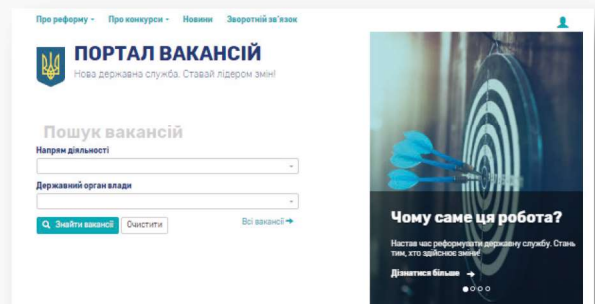 Про реформу
Про конкурси
Новини
Зворотній зв'язок
ПОРТАЛ ВАКАНСІЙ
Нова державна служба. Ставай лідером змін!
Пошук вакансій
Напрям діяльності
Державний орган влади
Знайти вакансії
Очистити
Всі вакансії
Чому саме ця робота?
Настав час реформувати державну службу. Стань
тим, хто здійснює зміни!
Дізнатися більше